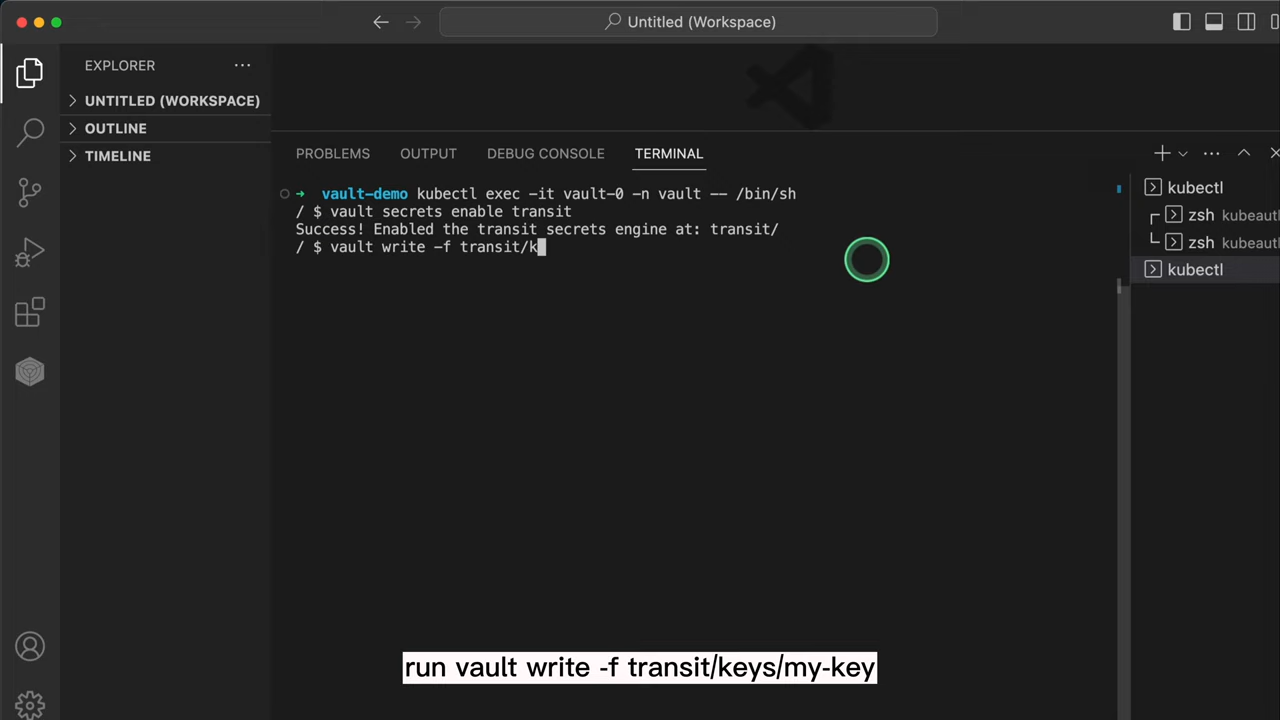 Untitled (Workspace)
EXPLORER
UNTITLED (WORKSPACE)
OUTLINE
TIMELINE
PROBLEMS OUTPUT DEBUG CONSOLE TERMINAL
➜ vault-demo kubectl exec -it vault-0 -n vault -- /bin/sh
/ $ vault secrets enable transit
Success! Enabled the transit secrets engine at: transit/
/ $ vault write -f transit/k
kubectl
zsh kubeauth
zsh kubeauth
kubectl
run vault write -f transit/keys/my-key